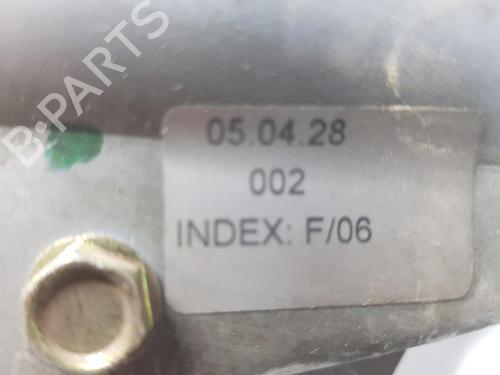 B-PARTS
05.04.28
002
INDEX: F/06